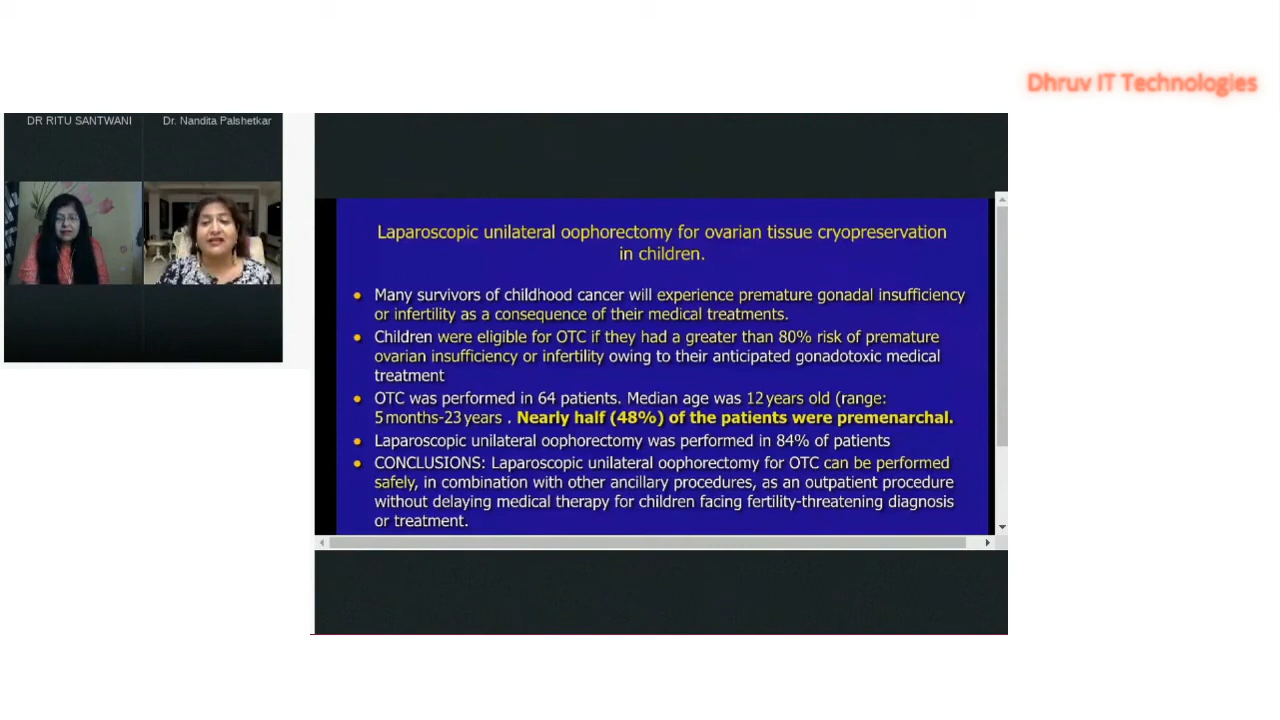 Dhruv IT Technologies
DR RITU SANTWANI
Dr. Nandita Palshetkar
Laparoscopic unilateral oophorectomy for ovarian tissue cryopreservation
in children.
• Many survivors of childhood cancer will experience premature gonadal insufficiency
or infertility as a consequence of their medical treatments.
• Children were eligible for OTC if they had a greater than 80% risk of premature
ovarian insufficiency or infertility owing to their anticipated gonadotoxic medical
treatment
• OTC was performed in 64 patients. Median age was 12 years old (range:
5 months-23 years . Nearly half (48%) of the patients were premenarchal.
• Laparoscopic unilateral oophorectomy was performed in 84% of patients
• CONCLUSIONS: Laparoscopic unilateral oophorectomy for OTC can be performed
safely, in combination with other ancillary procedures, as an outpatient procedure
without delaying medical therapy for children facing fertility-threatening diagnosis
or treatment.